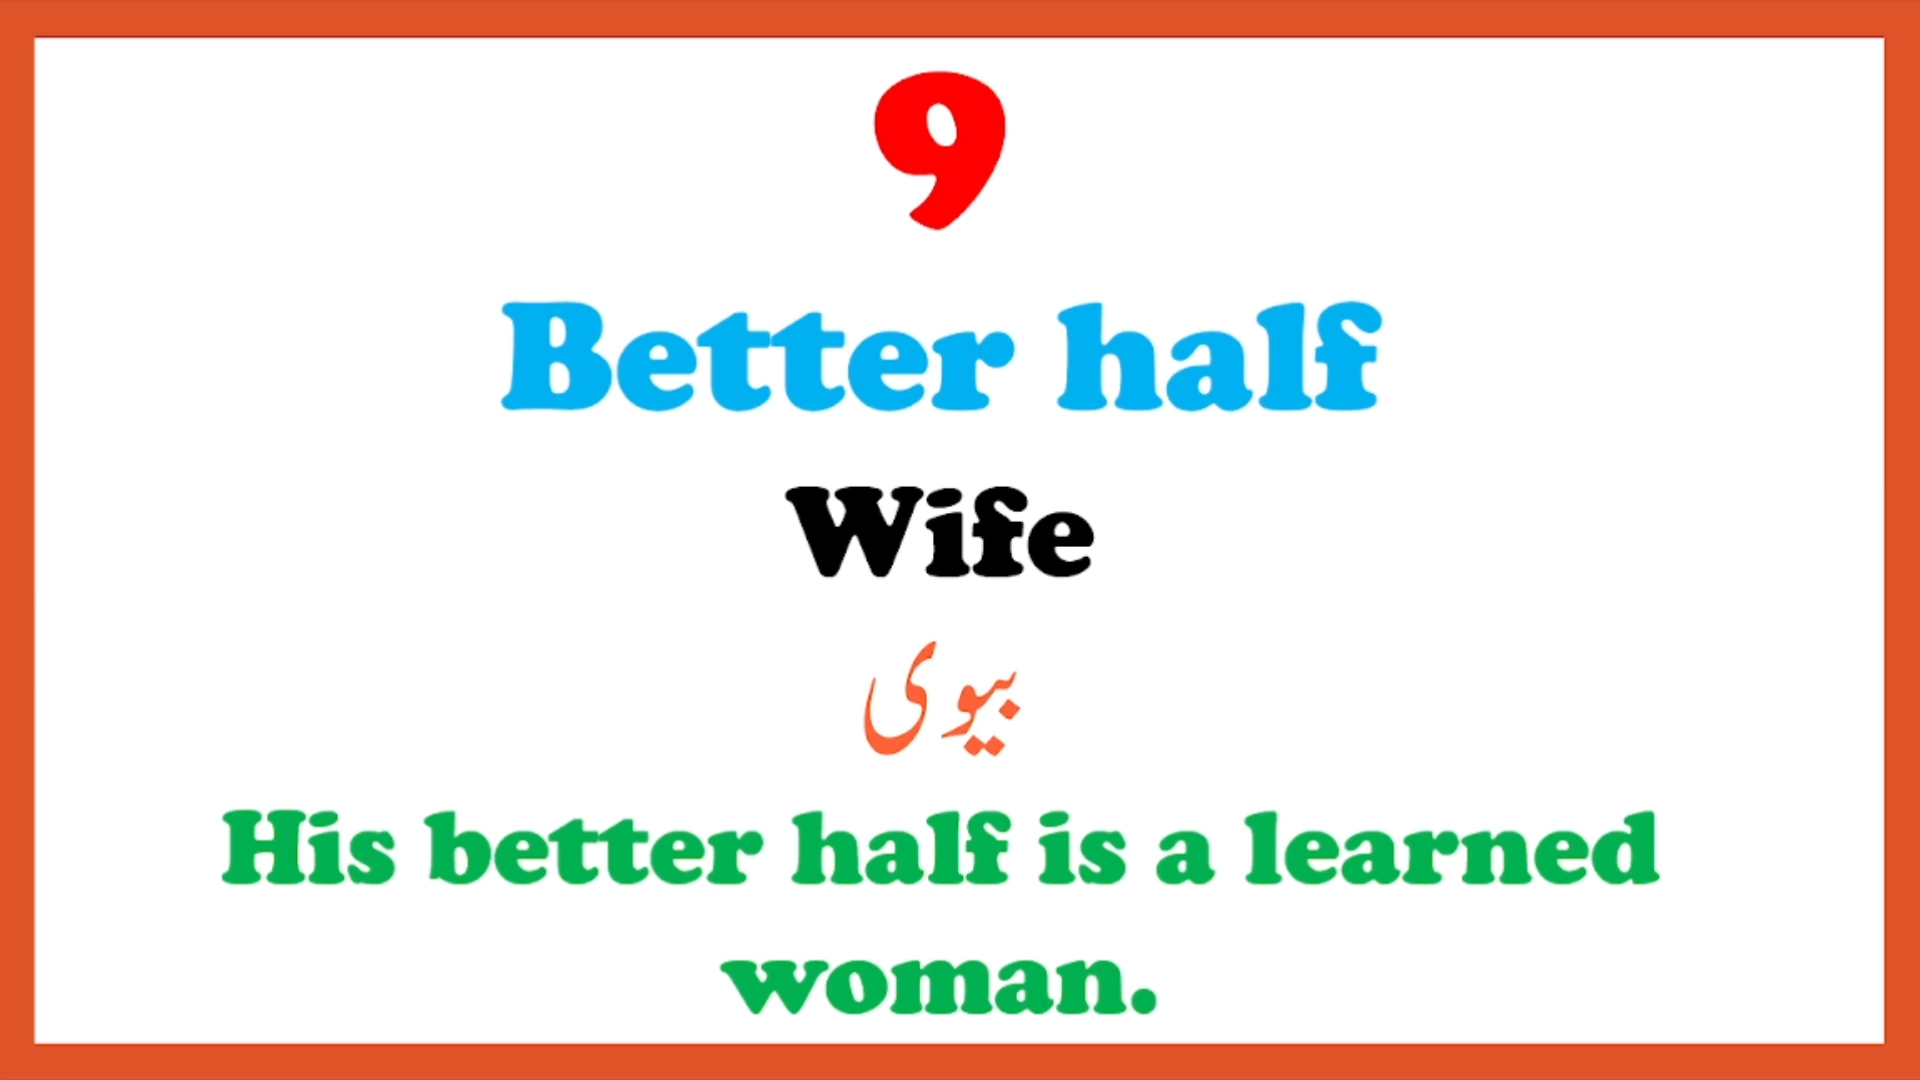 9
Better half
Wife
بیوی
His better half is a learned
woman.